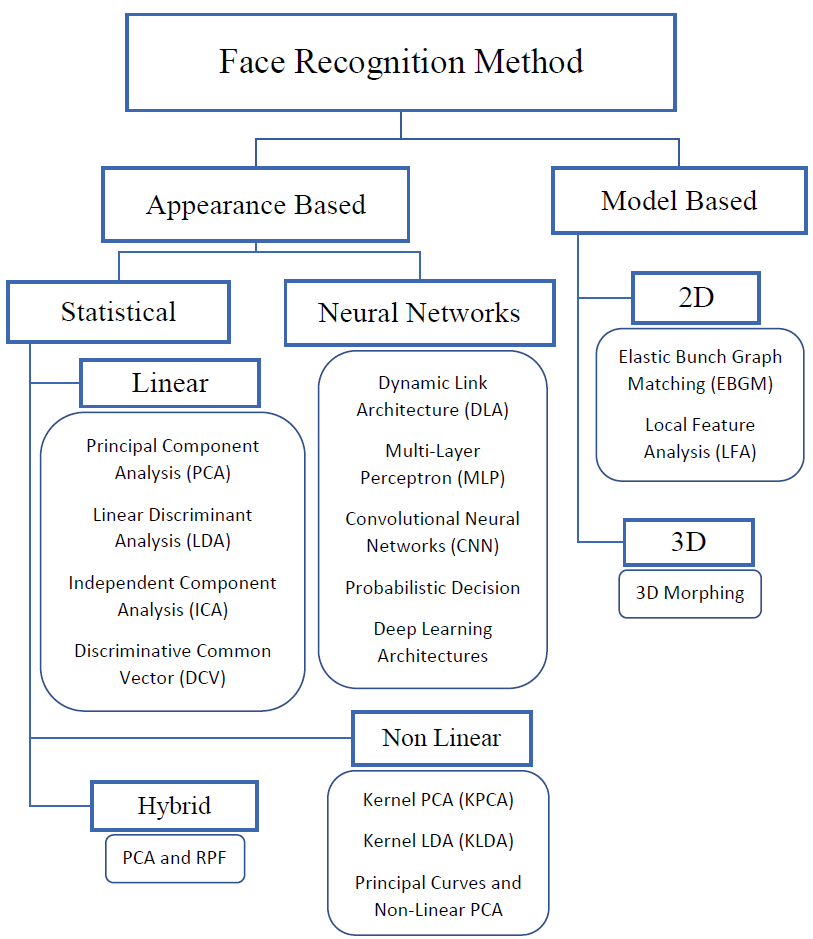 Face Recognition Method
Appearance Based
Model Based
Statistical
Neural Networks
2D
Elastic Bunch Graph
Matching (EBGM)
Local Feature
Analysis (LFA)
3D
3D Morphing
Linear
Principal Component
Analysis (PCA)
Linear Discriminant
Analysis (LDA)
Independent Component
Analysis (ICA)
Discriminative Common
Vector (DCV)
Dynamic Link
Architecture (DLA)
Multi-Layer
Perceptron (MLP)
Convolutional Neural
Networks (CNN)
Probabilistic Decision
Deep Learning
Architectures
Non Linear
Kernel PCA (KPCA)
Kernel LDA (KLDA)
Principal Curves and
Non-Linear PCA
Hybrid
PCA and RPF